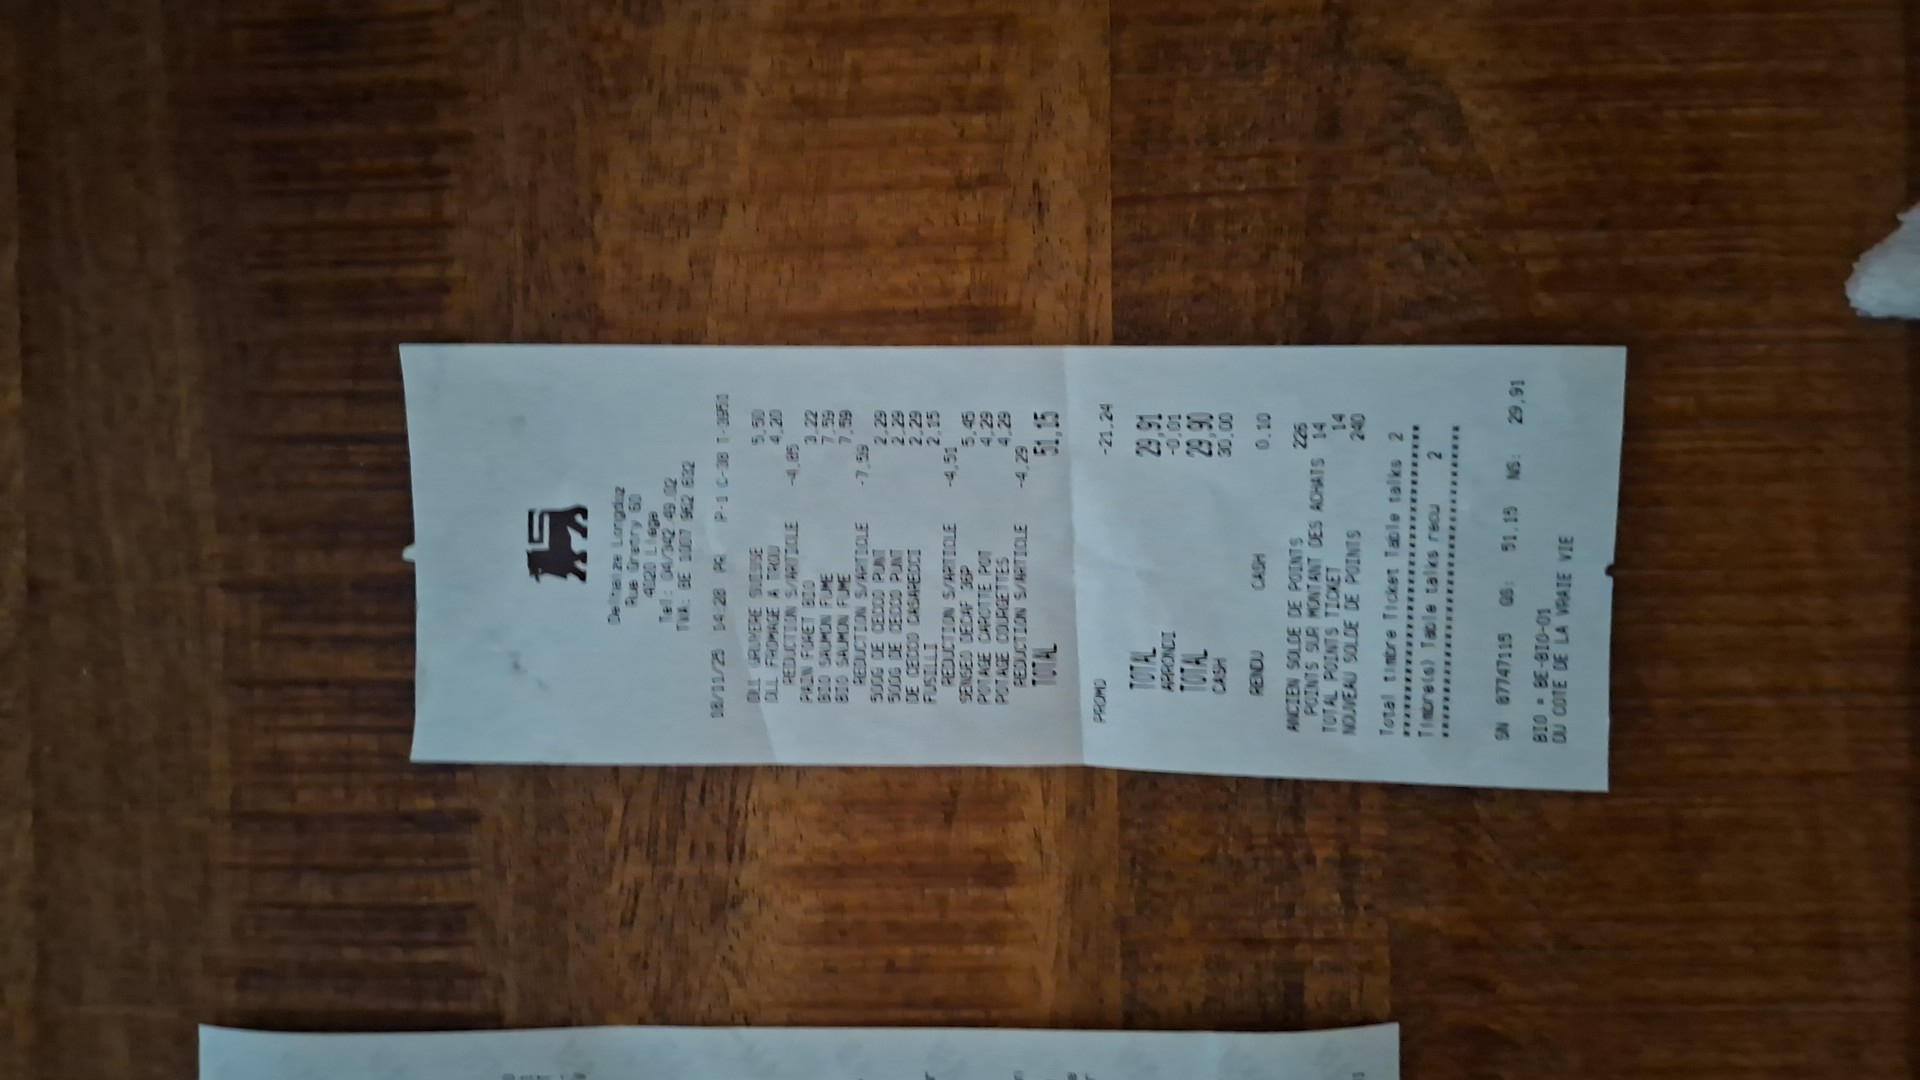 Delhaize Longdoz
Rue Gretry 60
4020 Liege
Tel: 04/342 49 02
TVA: BE 1007 962 632
18/11/25 14:28 PR P-1 C-38 T-3951
DLL GRUYERE SUISSE 5,50
DLL FROMAGE A TROU 4,20
REDUCTION S/ARTICLE -4,85
PAIN FORET BIO 3,22
BIO SAUMON FUME 7,59
BIO SAUMON FUME 7,59
REDUCTION S/ARTICLE -7,59
500G DE CECCO PUNT 2,29
500G DE CECCO PUNT 2,29
DE CECCO CASARECCI 2,29
FUSILLI 2,15
REDUCTION S/ARTICLE -4,51
SENSEO DECAF 36P 5,45
POTAGE CAROTTE POT 4,29
POTAGE COURGETTES 4,29
REDUCTION S/ARTICLE -4,29
TOTAL 51,15
PROMO -21,24
TOTAL 29,91
ARRONDI -0,01
TOTAL 29,90
CASH 30,00
RENDU CASH 0,10
ANCIEN SOLDE DE POINTS 226
POINTS SUR MONTANT DES ACHATS 14
TOTAL POINTS TICKET 14
NOUVEAU SOLDE DE POINTS 240
Total timbre Ticket Table talks 2
Timbre(s) Table talks recu 2
SN 87747115 GS: 51,15 NS: 29,91
BIO = BE-BIO-01
DU COTE DE LA VRAIE VIE